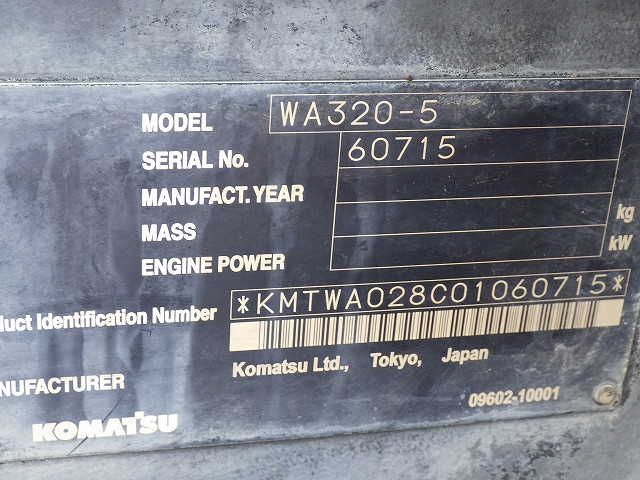 MODEL WA320-5
SERIAL No. 60715
MANUFACT. YEAR
MASS kg
ENGINE POWER kW
duct Identification Number *KMTWA028C01060715*
Komatsu Ltd., Tokyo, Japan
NUFACTURER
09602-10001
KOMATSU